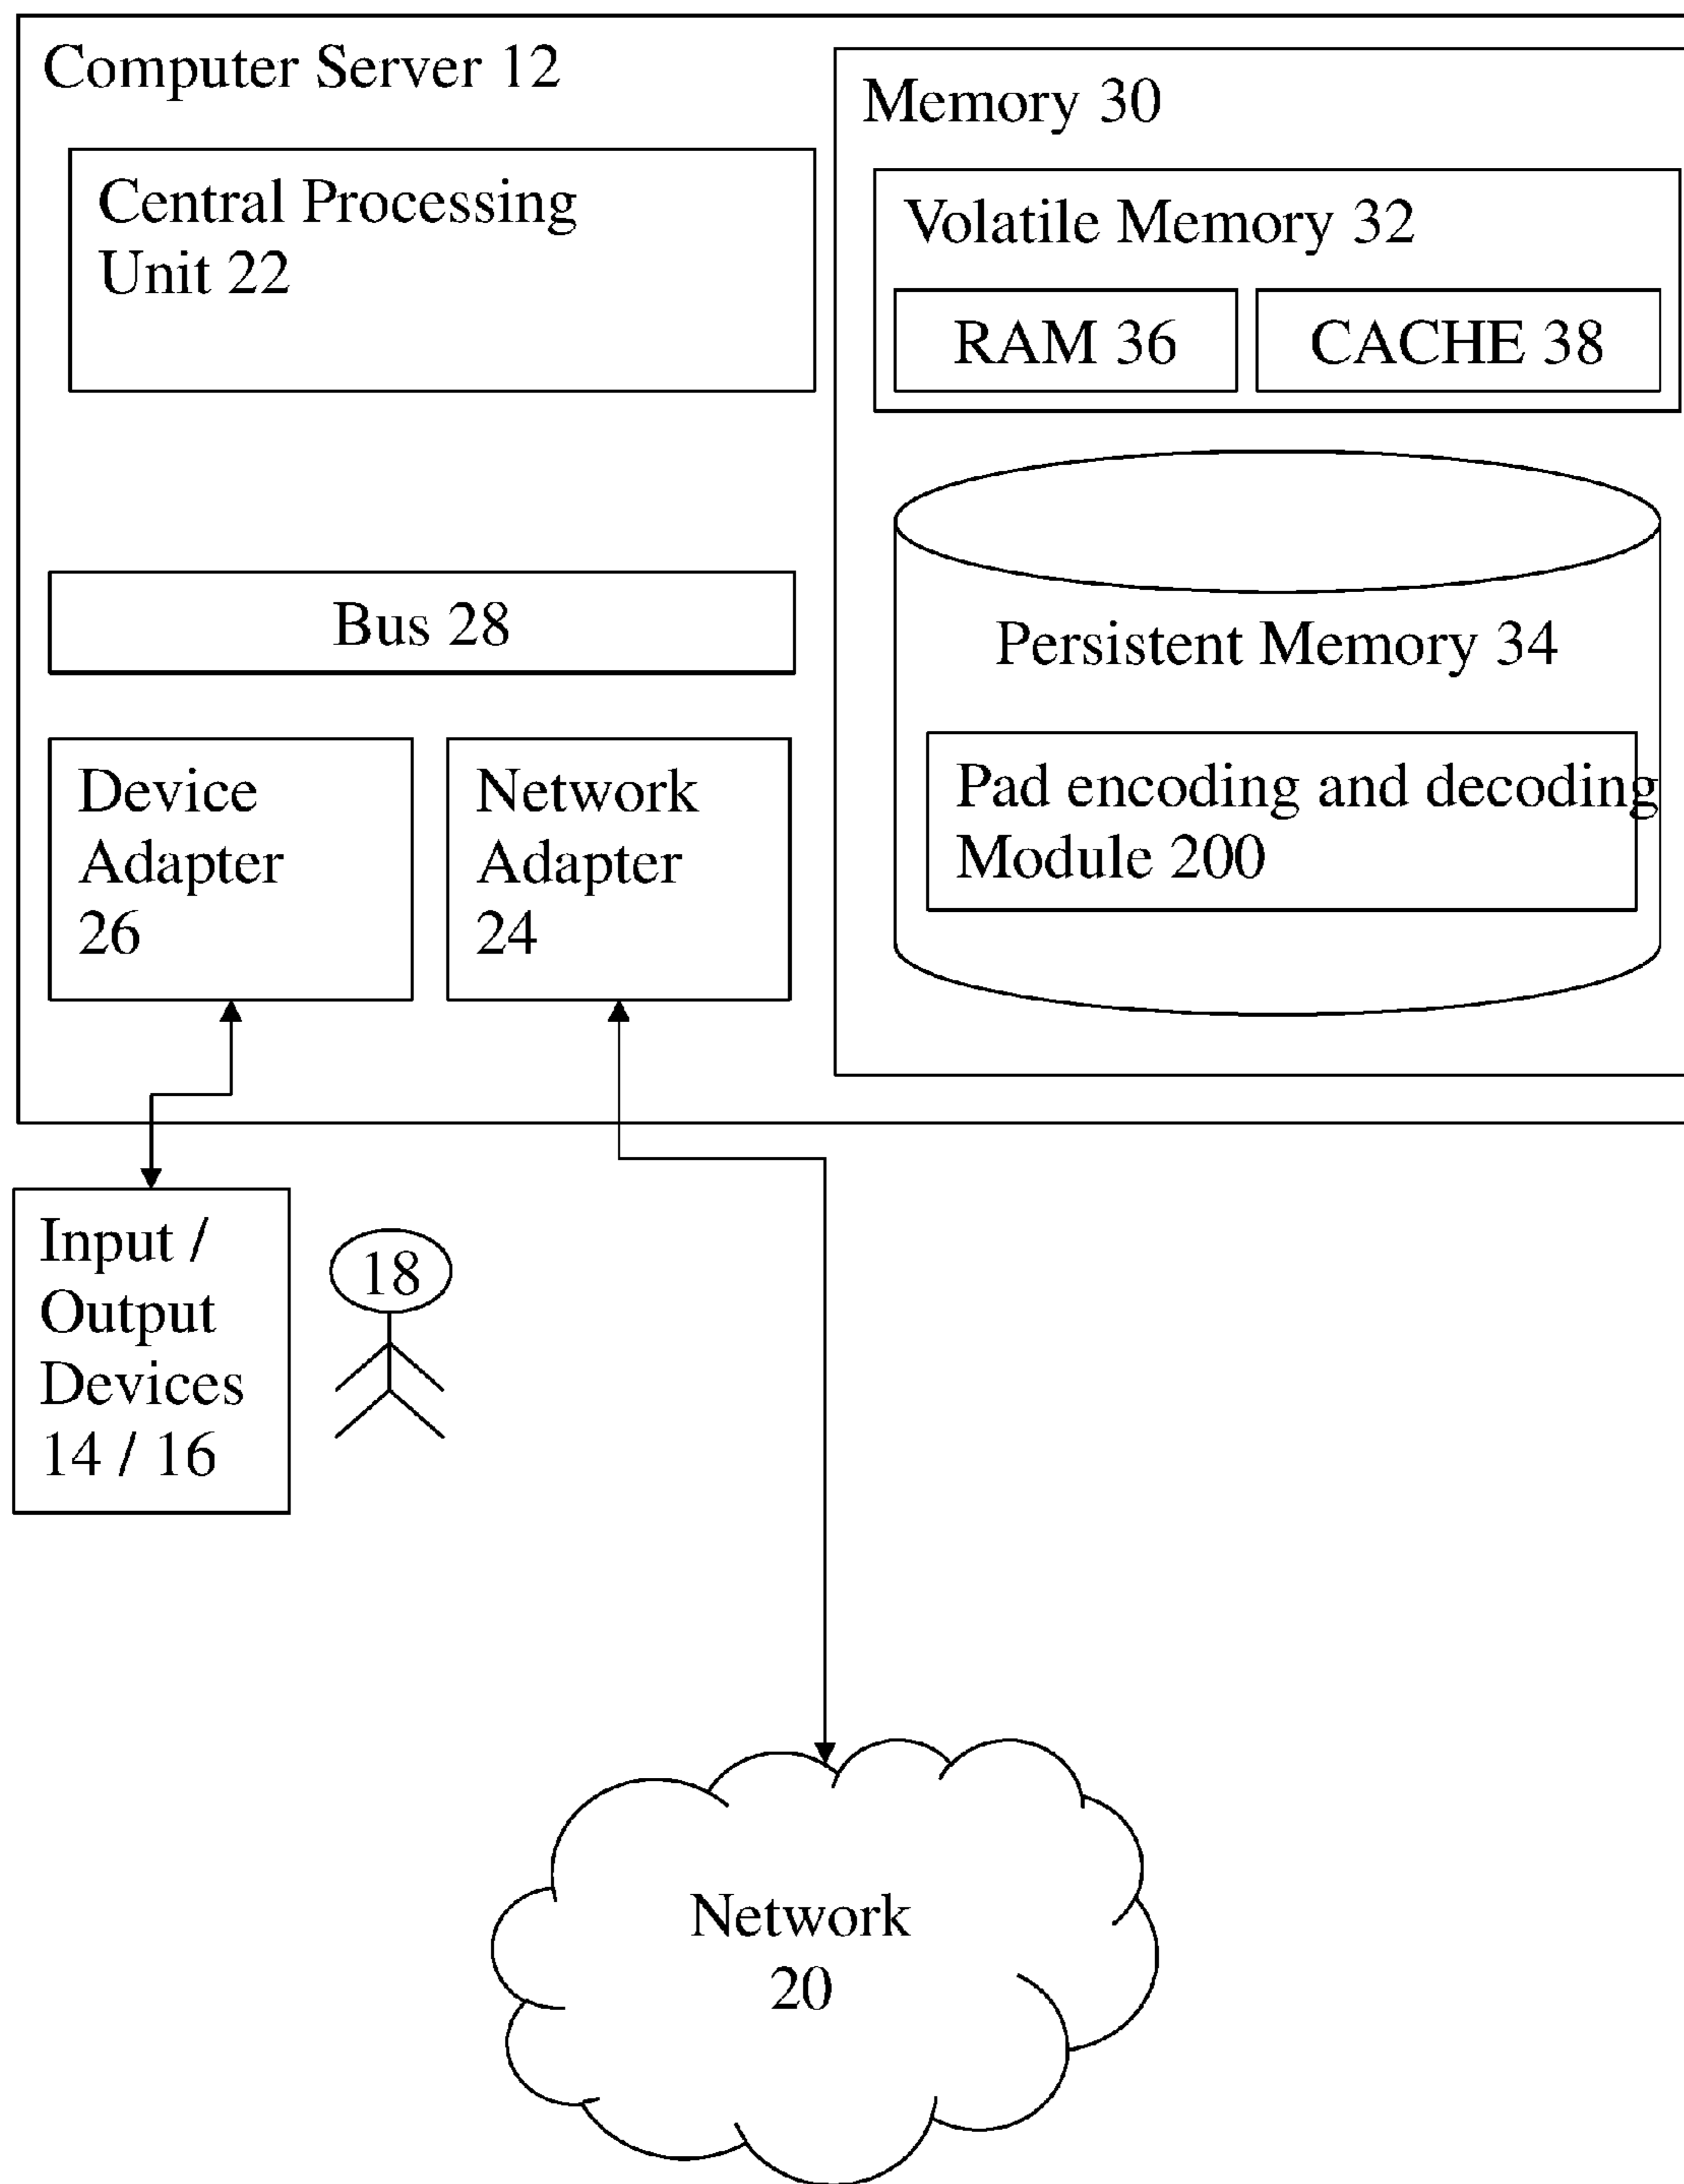 Computer Server 12
Central Processing
Unit 22
Bus 28
Device
Adapter
26
Network
Adapter
24
Memory 30
Volatile Memory 32
RAM 36
CACHE 38
Persistent Memory 34
Pad encoding and decoding
Module 200
Input /
Output
Devices
14 / 16
18
Network
20